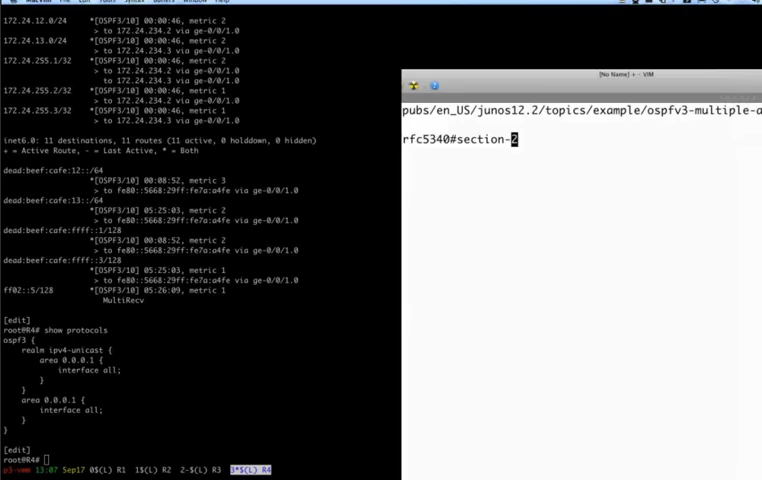 MacVim File Edit Tools Syntax Buffers Window Help
172.24.12.0/24 *[OSPF3/10] 00:00:46, metric 2
> to 172.24.234.2 via ge-0/0/1.0
172.24.13.0/24 *[OSPF3/10] 00:00:46, metric 2
> to 172.24.234.3 via ge-0/0/1.0
172.24.255.1/32 *[OSPF3/10] 00:00:46, metric 2
> to 172.24.234.2 via ge-0/0/1.0
to 172.24.234.3 via ge-0/0/1.0
172.24.255.2/32 *[OSPF3/10] 00:00:46, metric 1
> to 172.24.234.2 via ge-0/0/1.0
172.24.255.3/32 *[OSPF3/10] 00:00:46, metric 1
> to 172.24.234.3 via ge-0/0/1.0
inet6.0: 11 destinations, 11 routes (11 active, 0 holddown, 0 hidden)
+ = Active Route, - = Last Active, * = Both
dead:beef:cafe:12::/64
*[OSPF3/10] 00:08:52, metric 3
> to fe80::5668:29ff:fe7a:a4fe via ge-0/0/1.0
dead:beef:cafe:13::/64
*[OSPF3/10] 05:25:03, metric 2
> to fe80::5668:29ff:fe7a:a4fe via ge-0/0/1.0
dead:beef:cafe:ffff::1/128
*[OSPF3/10] 00:08:52, metric 2
> to fe80::5668:29ff:fe7a:a4fe via ge-0/0/1.0
dead:beef:cafe:ffff::3/128
*[OSPF3/10] 05:25:03, metric 1
> to fe80::5668:29ff:fe7a:a4fe via ge-0/0/1.0
ff02::5/128 *[OSPF3/10] 05:26:09, metric 1
MultiRecv
[edit]
root@R4# show protocols
ospf3 {
realm ipv4-unicast {
area 0.0.0.1 {
interface all;
}
}
area 0.0.0.1 {
interface all;
}
}
[edit]
root@R4#
p3-vmm 13:07 Sep17 0$(L) R1 1$(L) R2 2-$(L) R3 3*$(L) R4
[No Name] + - VIM
pubs/en_US/junos12.2/topics/example/ospfv3-multiple-a
rfc5340#section-2